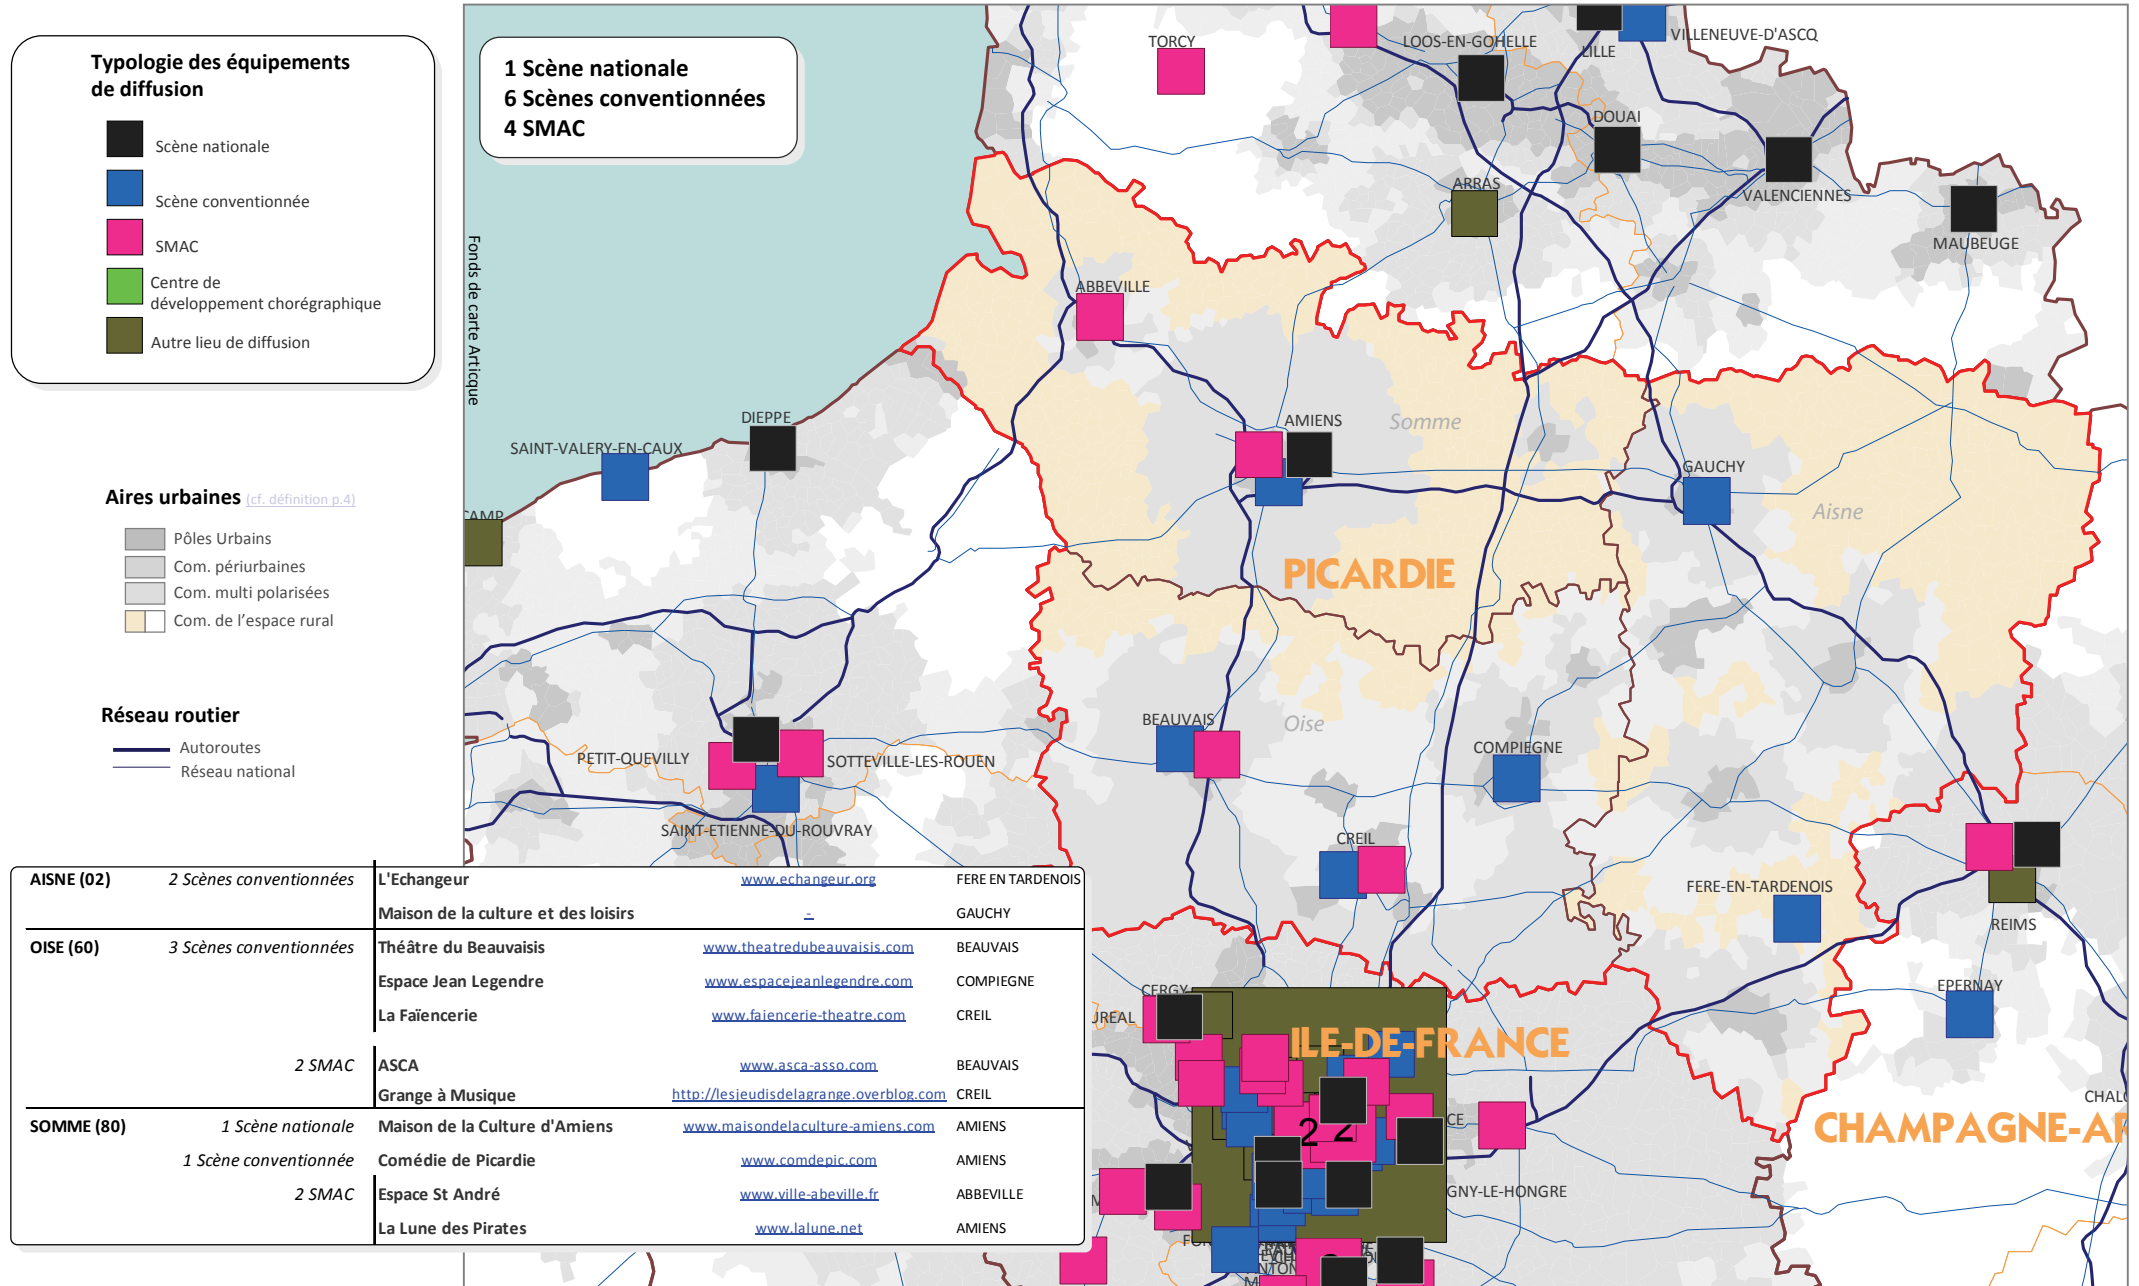 Typologie des équipements
de diffusion
Scène nationale
Scène conventionnée
SMAC
Centre de
développement chorégraphique
Autre lieu de diffusion
Aires urbaines (cf. définition p.4)
Pôles Urbains
Com. périurbaines
Com. multi polarisées
Com. de l'espace rural
Réseau routier
Autoroutes
Réseau national
1 Scène nationale
6 Scènes conventionnées
4 SMAC
Fonds de carte Articque
TORCY
LOOS-EN-GOHELLE
LILLE
VILLENEUVE-D'ASCQ
DOUAI
ARRAS
VALENCIENNES
MAUBEUGE
ABBEVILLE
DIEPPE
SAINT-VALERY-EN-CAUX
CAMP
AMIENS
Somme
GAUCHY
Aisne
PICARDIE
BEAUVAIS
Oise
COMPIEGNE
PETIT-QUEVILLY
SOTTEVILLE-LES-ROUEN
SAINT-ETIENNE-DU-ROUVRAY
CREIL
FERE-EN-TARDENOIS
REIMS
EPERNAY
CERGY
UREAL
ILE-DE-FRANCE
CHALO
CHAMPAGNE-AR
2 2
CE
GNY-LE-HONGRE
AISNE (02) 2 Scènes conventionnées L'Echangeur www.echangeur.org FERE EN TARDENOIS
Maison de la culture et des loisirs - GAUCHY
OISE (60) 3 Scènes conventionnées Théâtre du Beauvaisis www.theatredubeauvaisis.com BEAUVAIS
Espace Jean Legendre www.espacejeanlegendre.com COMPIEGNE
La Faïencerie www.faiencerie-theatre.com CREIL
2 SMAC ASCA www.asca-asso.com BEAUVAIS
Grange à Musique http://lesjeudisdelagrange.overblog.com CREIL
SOMME (80) 1 Scène nationale Maison de la Culture d'Amiens www.maisondelaculture-amiens.com AMIENS
1 Scène conventionnée Comédie de Picardie www.comdepic.com AMIENS
2 SMAC Espace St André www.ville-abeville.fr ABBEVILLE
La Lune des Pirates www.lalune.net AMIENS